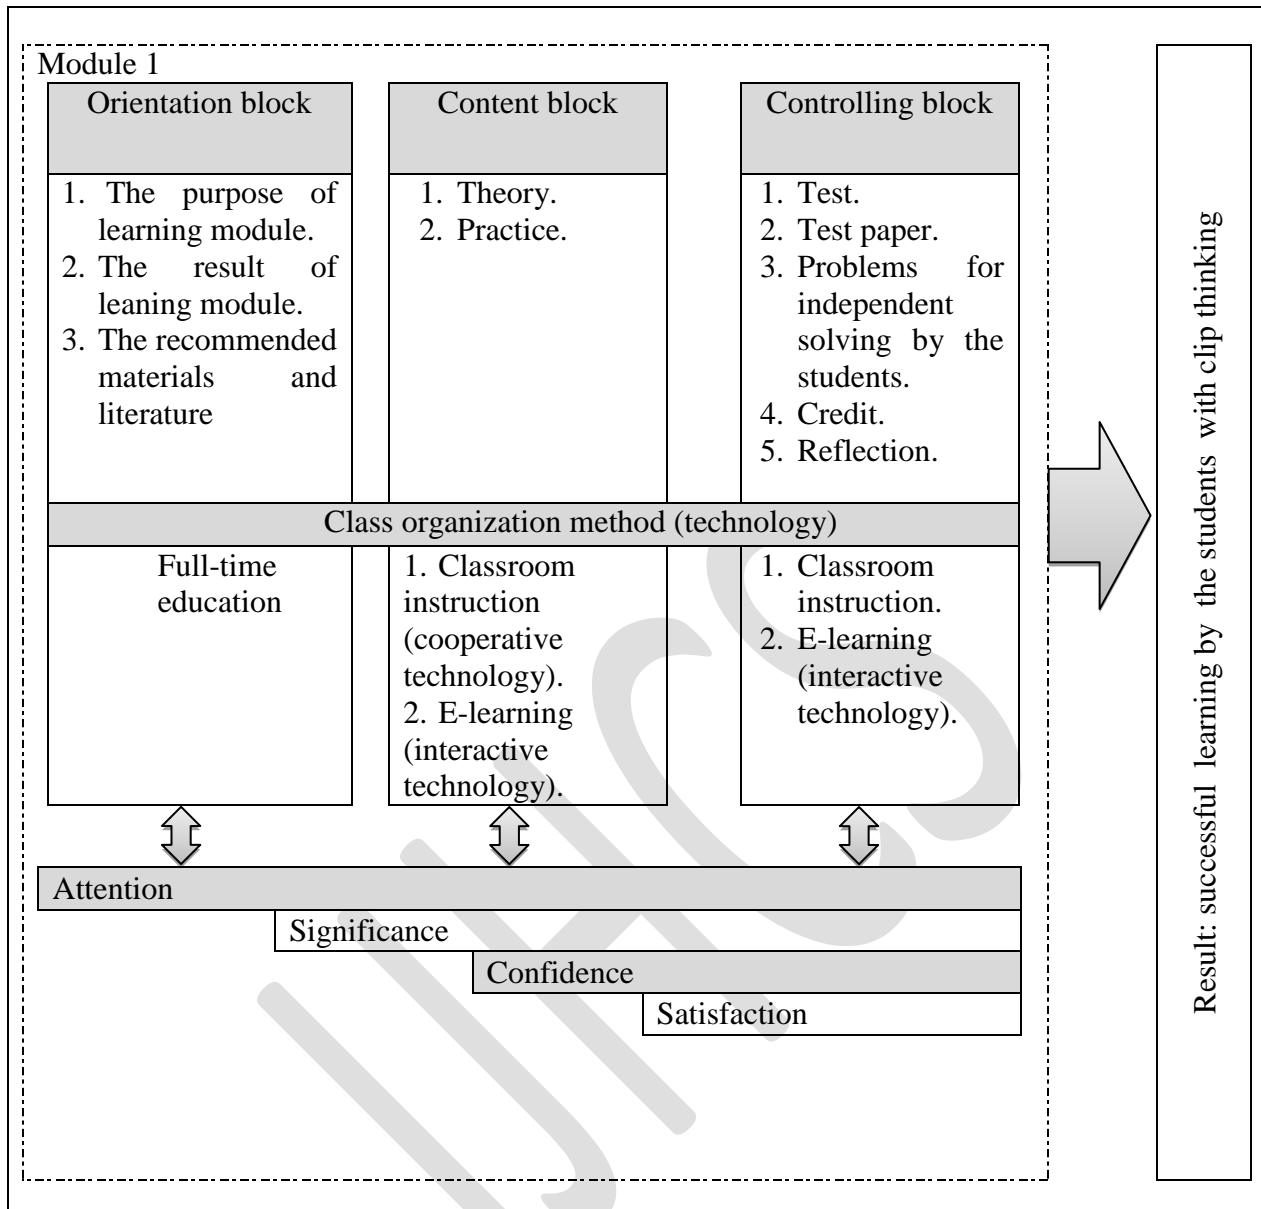 Module 1
Orientation block
1. The purpose of
learning module.
2. The result of
leaning module.
3. The recommended
materials and
literature
Content block
1. Theory.
2. Practice.
Controlling block
1. Test.
2. Test paper.
3. Problems for
independent
solving by the
students.
4. Credit.
5. Reflection.
Class organization method (technology)
Full-time
education
1. Classroom
instruction
(cooperative
technology).
2. E-learning
(interactive
technology).
1. Classroom
instruction.
2. E-learning
(interactive
technology).
Attention
Significance
Confidence
Satisfaction
Result: successful learning by the students with clip thinking
IJHCS